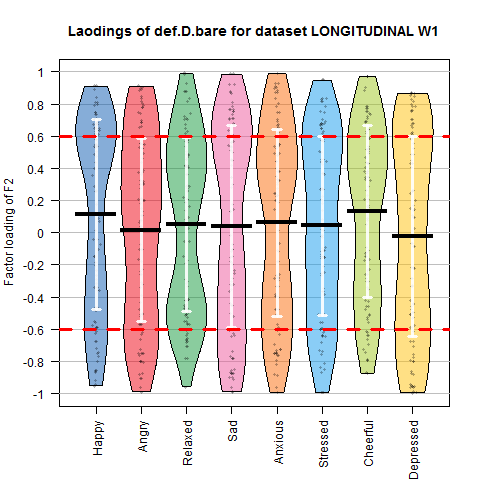 Laodings of def.D.bare for dataset LONGITUDINAL W1
Factor loading of F2
1
0.8
0.6
0.4
0.2
0
-0.2
-0.4
-0.6
-0.8
-1
Happy
Angry
Relaxed
Sad
Anxious
Stressed
Cheerful
Depressed